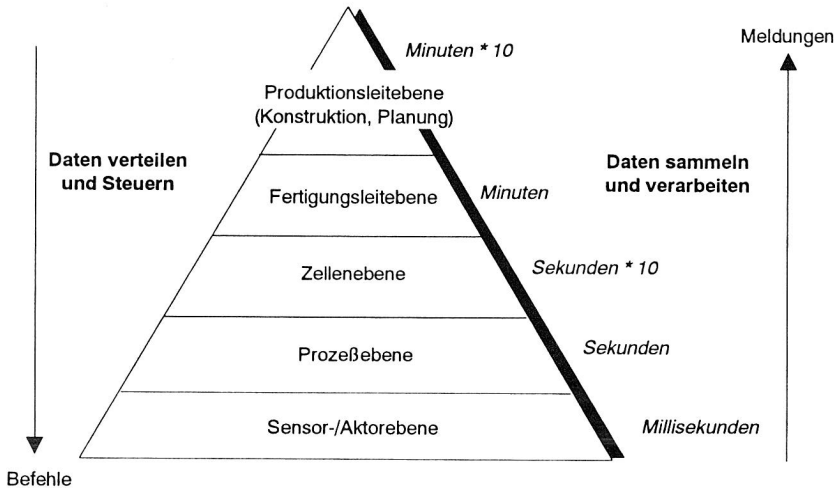 Minuten * 10
Meldungen
Produktionsleitebene
(Konstruktion, Planung)
Daten verteilen
und Steuern
Daten sammeln
und verarbeiten
Fertigungsleitebene
Minuten
Zellenebene
Sekunden * 10
Prozeßebene
Sekunden
Sensor-/Aktorebene
Millisekunden
Befehle